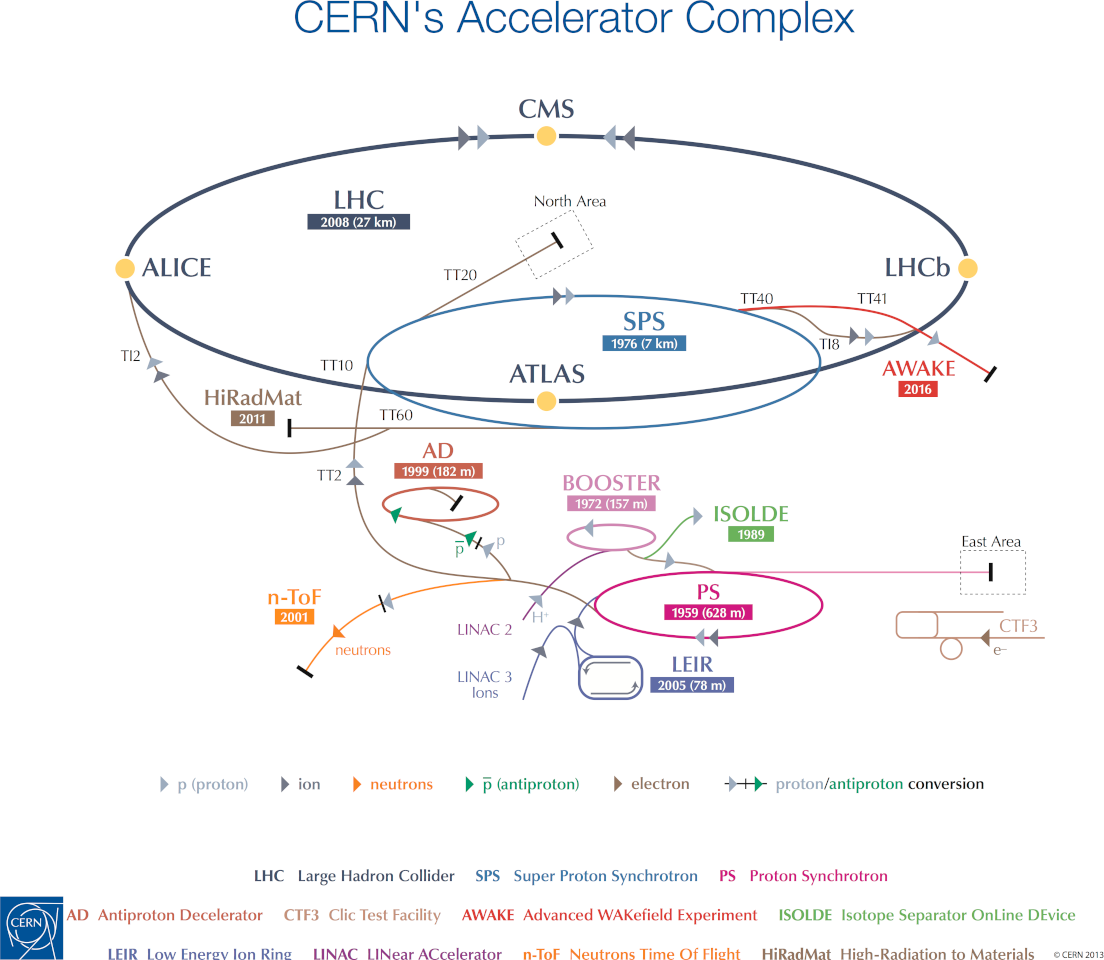 CERN's Accelerator Complex
CMS
LHC
2008 (27 km)
North Area
ALICE
LHCb
TT20
TT40
TT41
SPS
1976 (7 km)
TI8
TI2
TT10
ATLAS
AWAKE
2016
HiRadMat
2011
TT60
AD
1999 (182 m)
TT2
BOOSTER
1972 (157 m)
ISOLDE
1989
p̅
p
East Area
n-ToF
2001
PS
1959 (628 m)
H+
LINAC 2
neutrons
CTF3
e–
LEIR
2005 (78 m)
LINAC 3
Ions
p (proton)
ion
neutrons
p̅ (antiproton)
electron
proton/antiproton conversion
LHC Large Hadron Collider SPS Super Proton Synchrotron PS Proton Synchrotron
CERN
AD Antiproton Decelerator CTF3 Clic Test Facility AWAKE Advanced WAKefield Experiment ISOLDE Isotope Separator OnLine DEvice
LEIR Low Energy Ion Ring LINAC LINear ACcelerator n-ToF Neutrons Time Of Flight HiRadMat High-Radiation to Materials
© CERN 2013